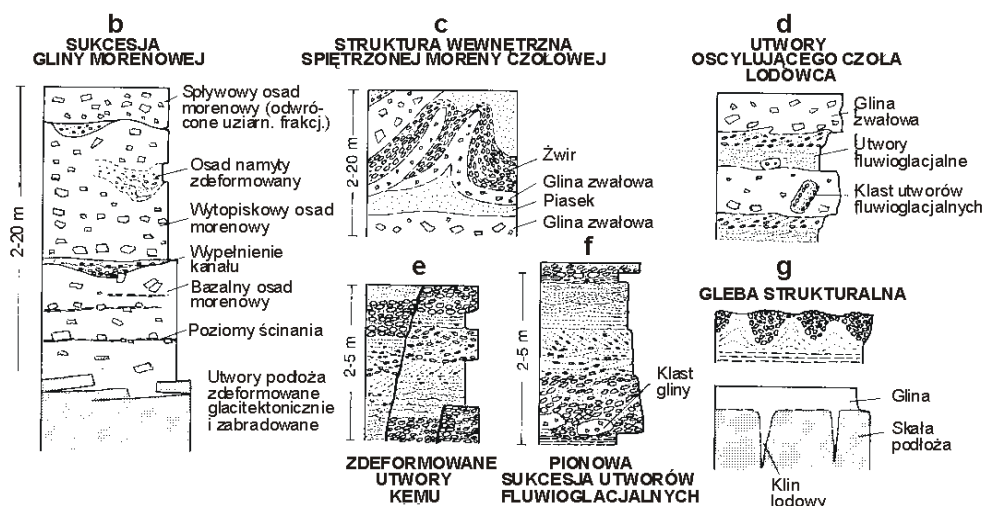 b
SUKCESJA
GLINY MORENOWEJ
2-20 m
Spływowy osad
morenowy (odwró-
cone uziarn. frakcj.)
Osad namyty
zdeformowany
Wytopiskowy osad
morenowy
Wypełnienie
kanału
Bazalny osad
morenowy
Poziomy ścinania
Utwory podłoża
zdeformowane
glacitektonicznie
i zabradowane
c
STRUKTURA WEWNĘTRZNA
SPIĘTRZONEJ MORENY CZOŁOWEJ
2-20 m
Żwir
Glina zwałowa
Piasek
Glina zwałowa
d
UTWORY
OSCYLUJĄCEGO CZOŁA
LODOWCA
Glina
zwałowa
Utwory
fluwioglacjalne
Klast utworów
fluwioglacjalnych
e
2-5 m
ZDEFORMOWANE
UTWORY
KEMU
f
2-5 m
Klast
gliny
PIONOWA
SUKCESJA UTWORÓW
FLUWIOGLACJALNYCH
g
GLEBA STRUKTURALNA
Glina
Skała
podłoża
Klin
lodowy